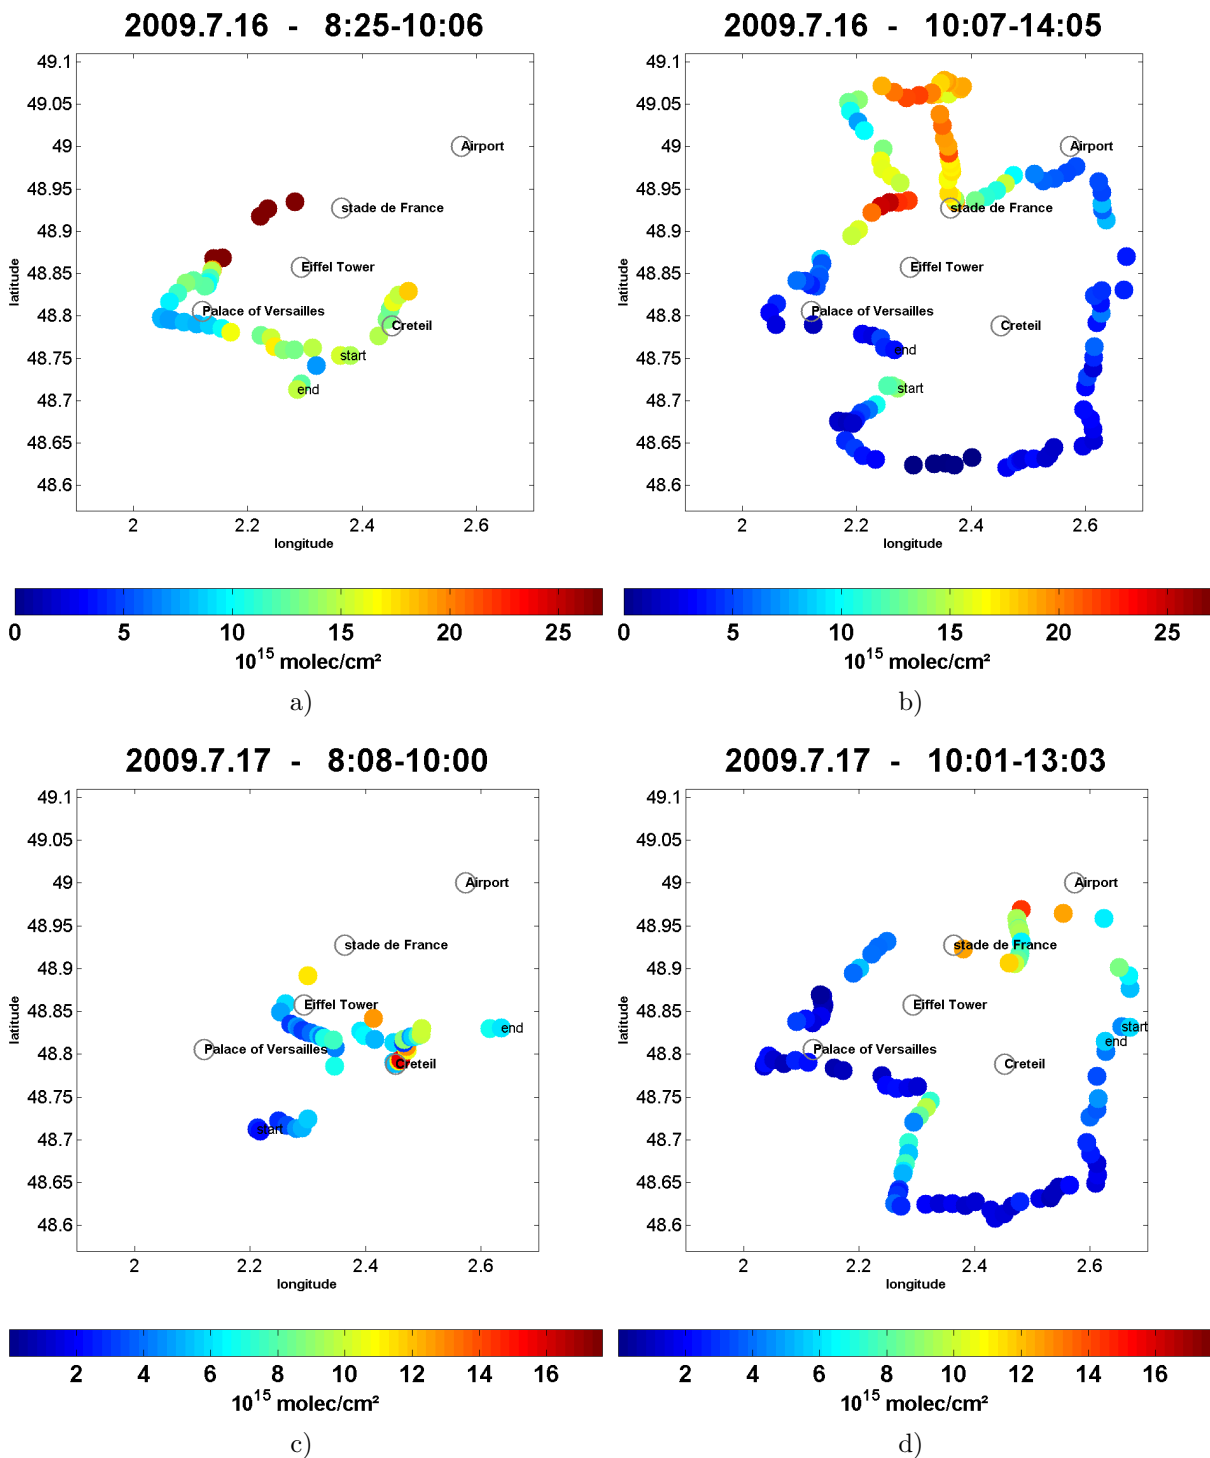 2009.7.16 - 8:25-10:06
49.1
49.05
49
48.95
48.9
48.85
48.8
48.75
48.7
48.65
48.6
latitude
Airport
stade de France
Eiffel Tower
Palace of Versailles
Creteil
start
end
2 2.2 2.4 2.6
longitude
0 5 10 15 20 25
10^15 molec/cm²
a)
2009.7.16 - 10:07-14:05
49.1
49.05
49
48.95
48.9
48.85
48.8
48.75
48.7
48.65
48.6
latitude
Airport
stade de France
Eiffel Tower
Palace of Versailles
Creteil
end
start
2 2.2 2.4 2.6
longitude
0 5 10 15 20 25
10^15 molec/cm²
b)
2009.7.17 - 8:08-10:00
49.1
49.05
49
48.95
48.9
48.85
48.8
48.75
48.7
48.65
48.6
latitude
Airport
stade de France
Eiffel Tower
end
Palace of Versailles
Creteil
start
2 2.2 2.4 2.6
longitude
2 4 6 8 10 12 14 16
10^15 molec/cm²
c)
2009.7.17 - 10:01-13:03
49.1
49.05
49
48.95
48.9
48.85
48.8
48.75
48.7
48.65
48.6
latitude
Airport
stade de France
Eiffel Tower
start
end
Palace of Versailles
Creteil
2 2.2 2.4 2.6
longitude
2 4 6 8 10 12 14 16
10^15 molec/cm²
d)